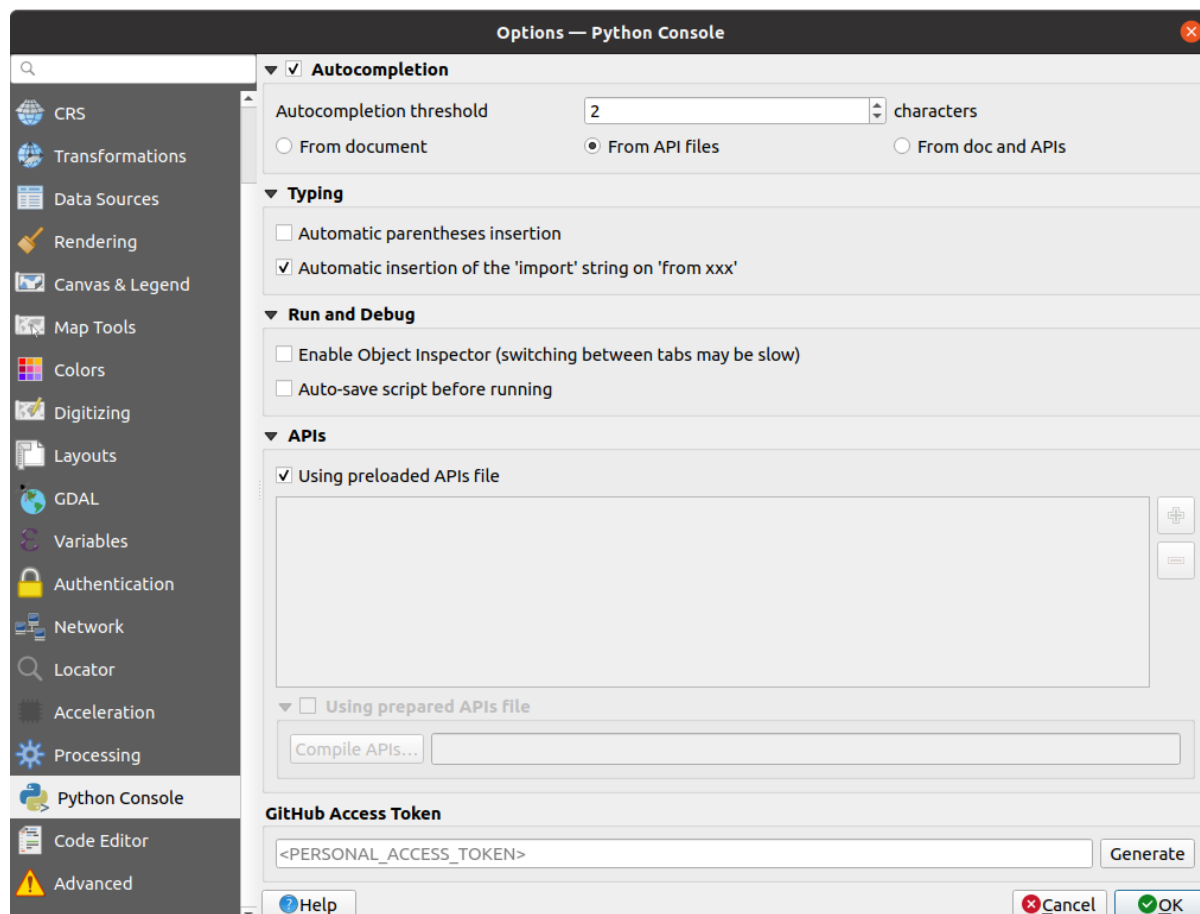 Options — Python Console
CRS
Transformations
Data Sources
Rendering
Canvas & Legend
Map Tools
Colors
Digitizing
Layouts
GDAL
Variables
Authentication
Network
Locator
Acceleration
Processing
Python Console
Code Editor
Advanced
Autocompletion
Autocompletion threshold 2 characters
From document From API files From doc and APIs
Typing
Automatic parentheses insertion
Automatic insertion of the 'import' string on 'from xxx'
Run and Debug
Enable Object Inspector (switching between tabs may be slow)
Auto-save script before running
APIs
Using preloaded APIs file
Using prepared APIs file
Compile APIs...
GitHub Access Token
<PERSONAL_ACCESS_TOKEN> Generate
Help Cancel OK